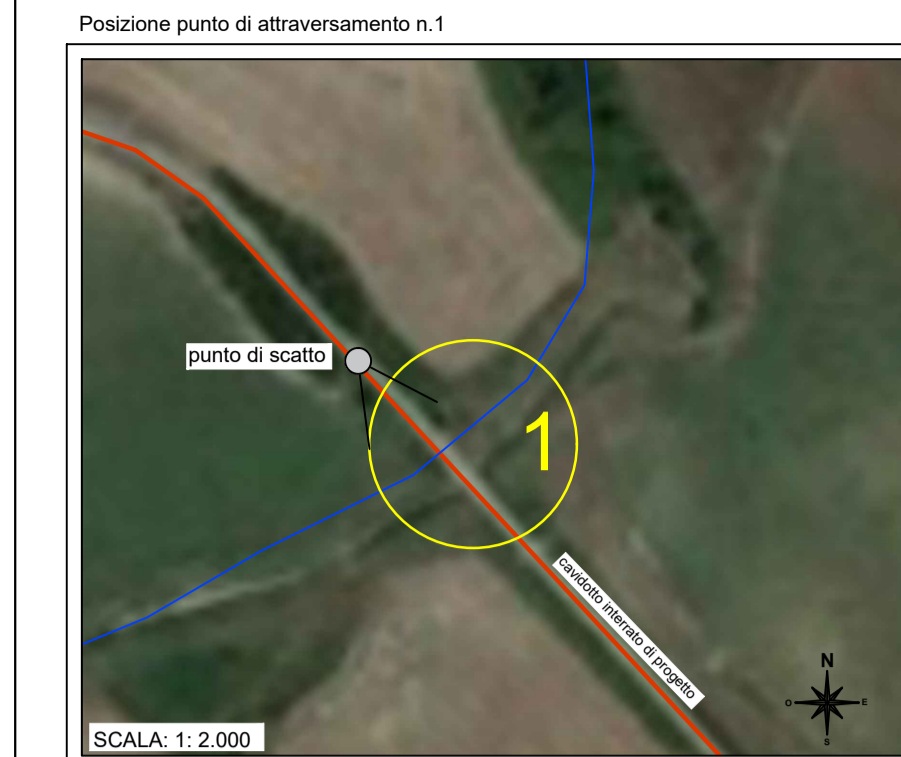 Posizione punto di attraversamento n.1
punto di scatto
1
cavidotto interrato di progetto
N
O
E
S
SCALA: 1: 2.000